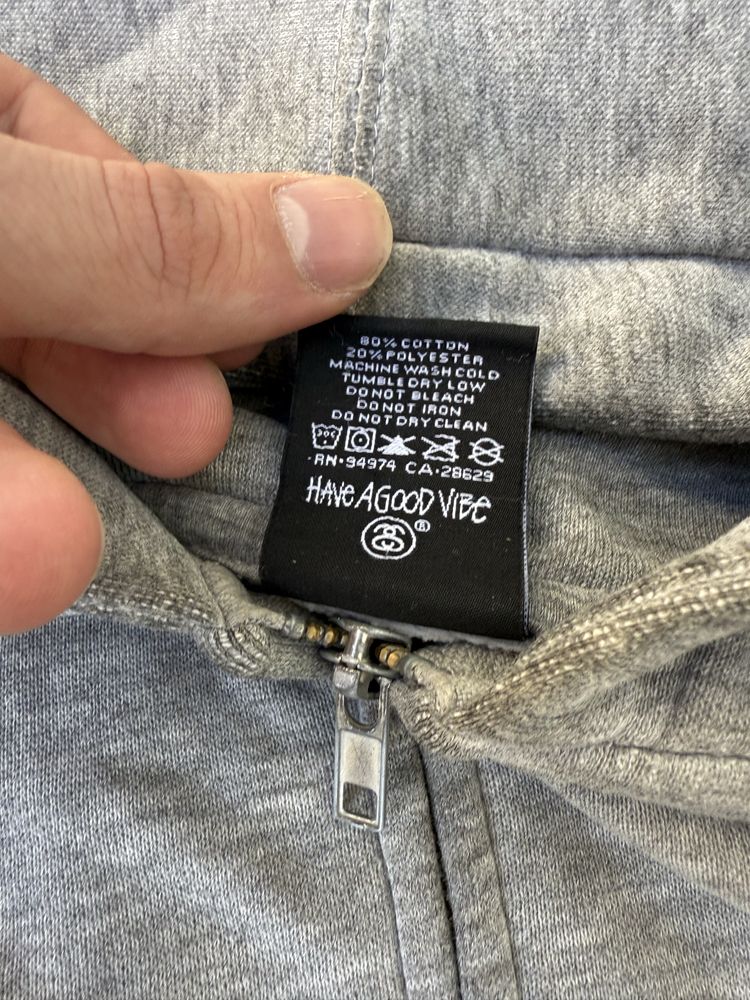 80% COTTON
20% POLYESTER
MACHINE WASH COLD
TUMBLE DRY LOW
DO NOT BLEACH
DO NOT IRON
DO NOT DRY CLEAN
·RN·94974 CA·28629
HAVE A GOOD VIBE
®